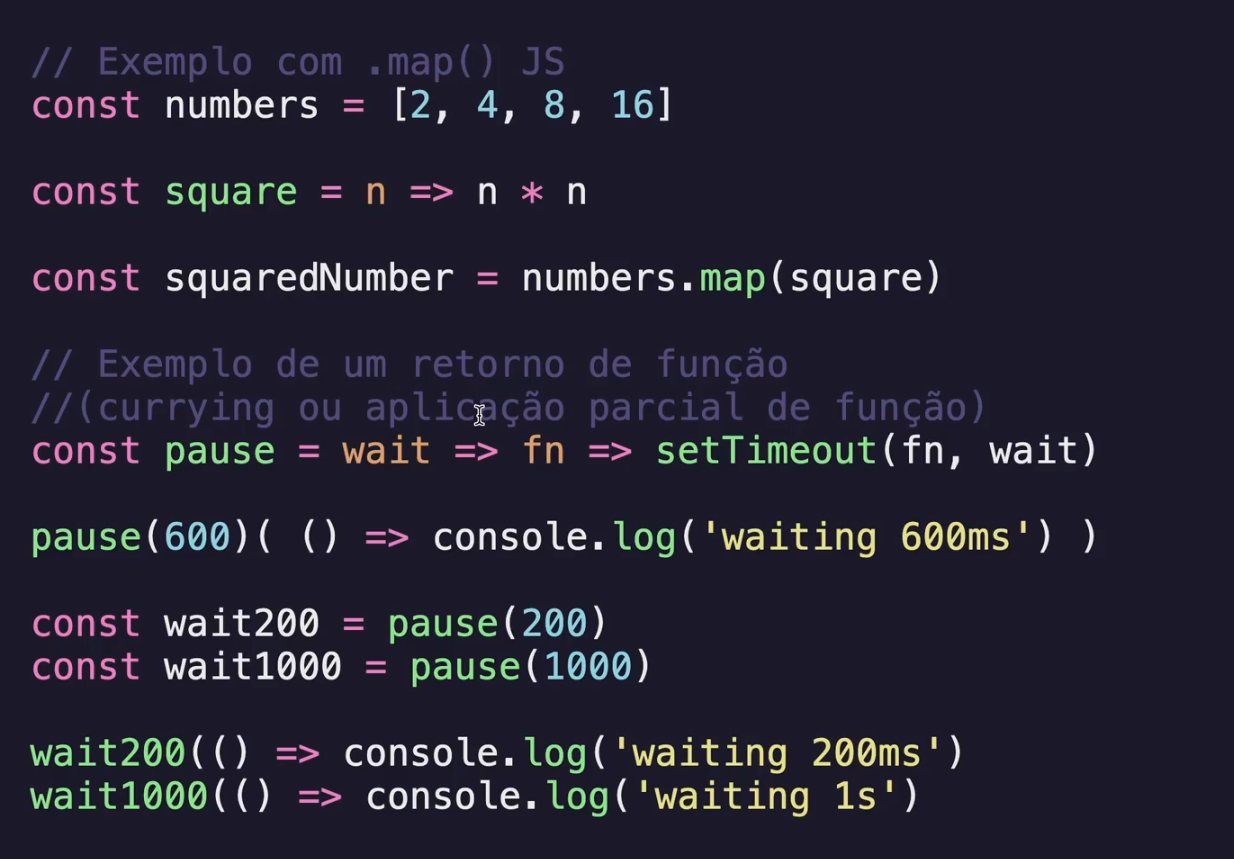 // Exemplo com .map() JS
const numbers = [2, 4, 8, 16]
const square = n => n * n
const squaredNumber = numbers.map(square)
// Exemplo de um retorno de função
//(currying ou aplicação parcial de função)
const pause = wait => fn => setTimeout(fn, wait)
pause(600)( () => console.log('waiting 600ms') )
const wait200 = pause(200)
const wait1000 = pause(1000)
wait200(() => console.log('waiting 200ms')
wait1000(() => console.log('waiting 1s')